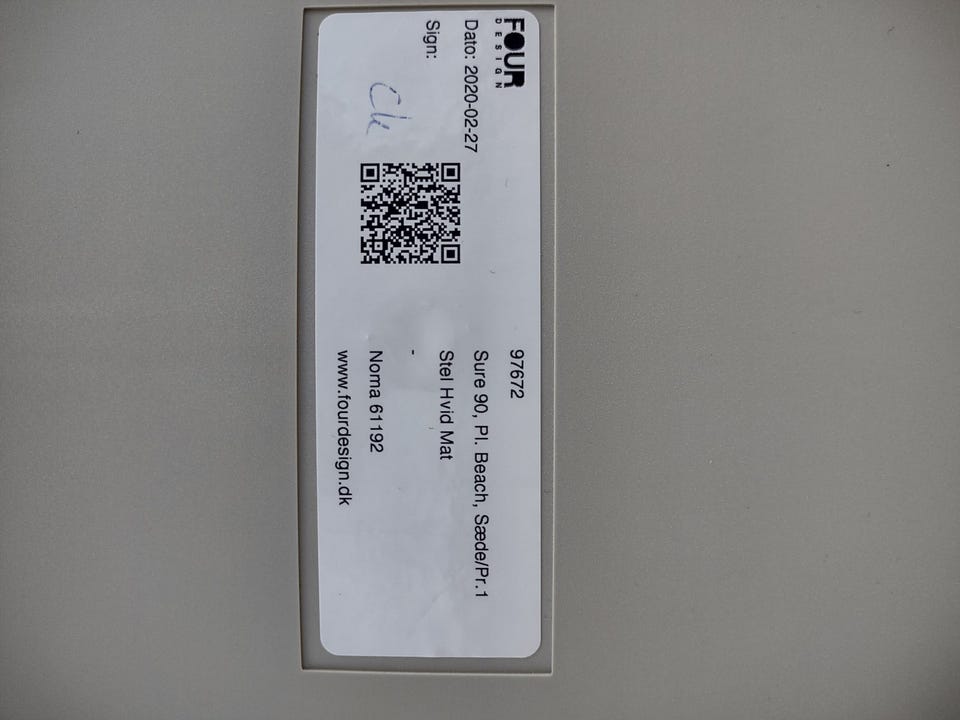 FOUR
DESIGN
Dato: 2020-02-27
Sign:
Ck
97672
Sure 90, Pl. Beach, Sæde/Pr.1
Stel Hvid Mat
-
Noma 61192
www.fourdesign.dk